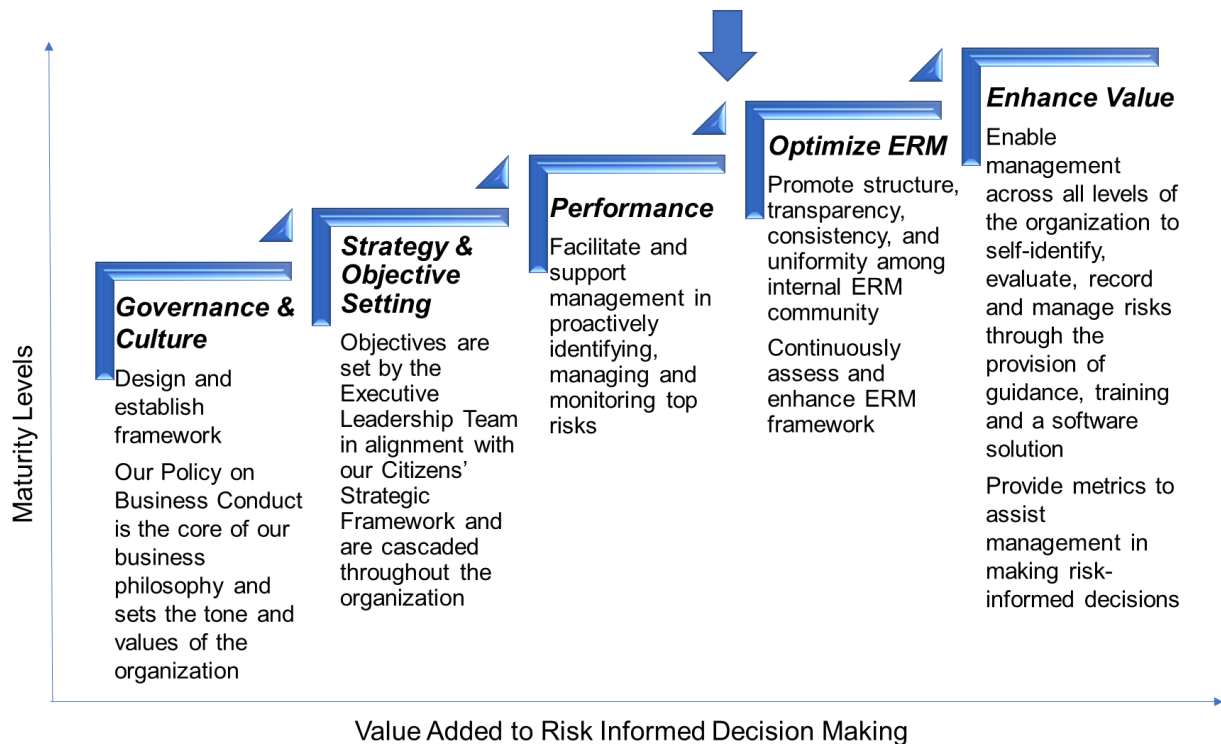 Maturity Levels
Governance &
Culture
Design and
establish
framework
Our Policy on
Business Conduct
is the core of our
business
philosophy and
sets the tone and
values of the
organization
Strategy &
Objective
Setting
Objectives are
set by the
Executive
Leadership Team
in alignment with
our Citizens’
Strategic
Framework and
are cascaded
throughout the
organization
Performance
Facilitate and
support
management in
proactively
identifying,
managing and
monitoring top
risks
Optimize ERM
Promote structure,
transparency,
consistency, and
uniformity among
internal ERM
community
Continuously
assess and
enhance ERM
framework
Enhance Value
Enable
management
across all levels of
the organization to
self-identify,
evaluate, record
and manage risks
through the
provision of
guidance, training
and a software
solution
Provide metrics to
assist
management in
making risk-
informed decisions
Value Added to Risk Informed Decision Making